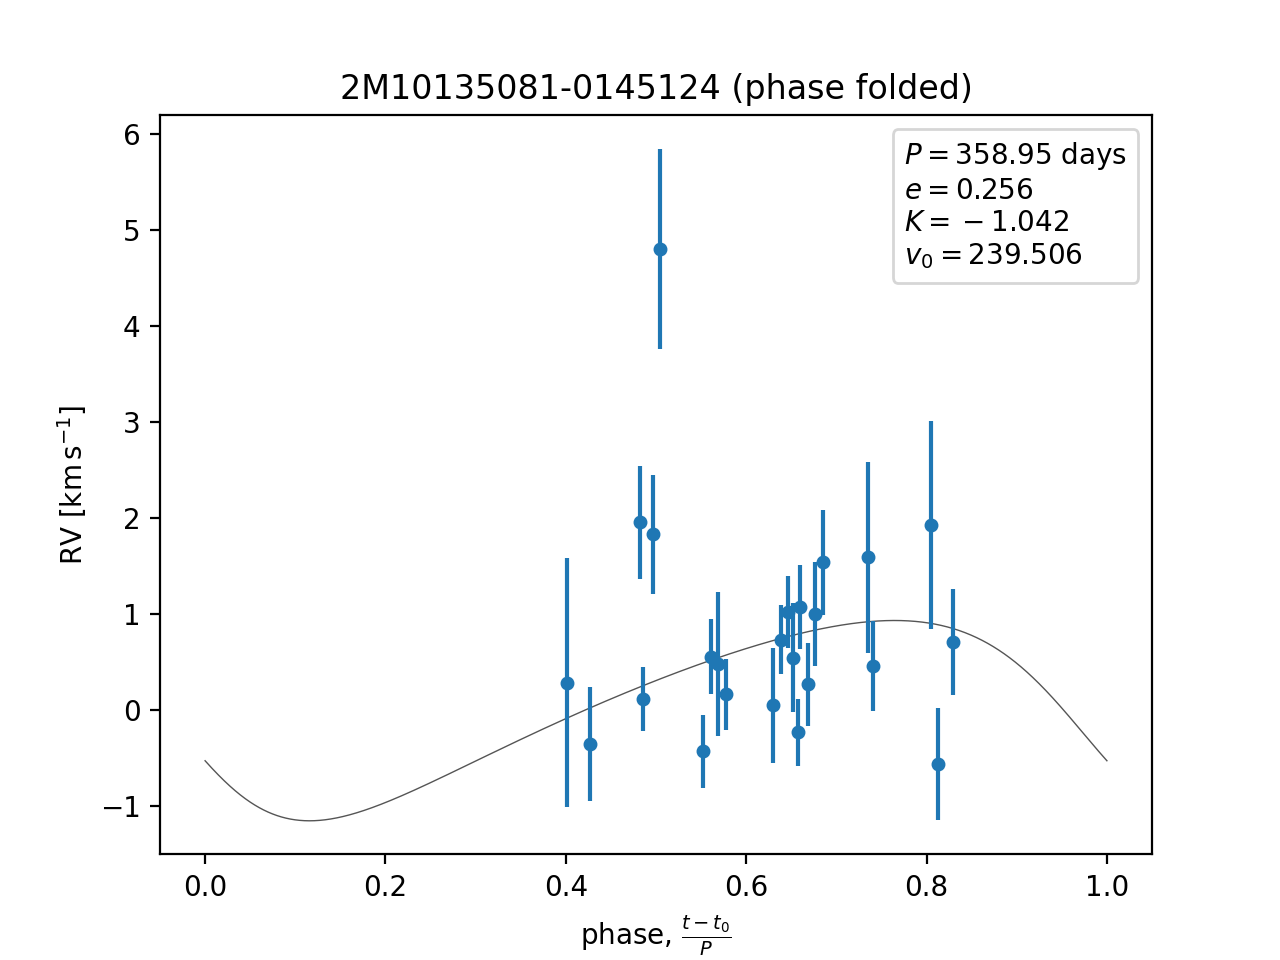 2M10135081-0145124 (phase folded)
P = 358.95 days
e = 0.256
K = −1.042
v₀ = 239.506
6
5
4
3
2
1
0
−1
RV [km s⁻¹]
0.0 0.2 0.4 0.6 0.8 1.0
phase, (t − t₀)/P